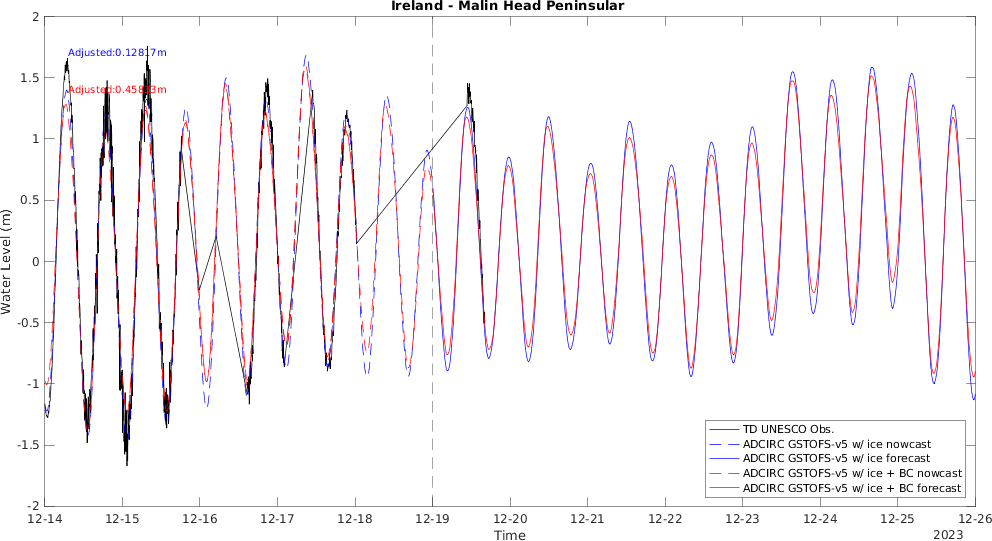 Ireland - Malin Head Peninsular
2
1.5
1
0.5
0
-0.5
-1
-1.5
-2
Water Level (m)
Adjusted:0.12817m
TD UNESCO Obs.
ADCIRC GSTOFS-v5 w/ ice nowcast
ADCIRC GSTOFS-v5 w/ ice forecast
ADCIRC GSTOFS-v5 w/ ice + BC nowcast
ADCIRC GSTOFS-v5 w/ ice + BC forecast
12-14 12-15 12-16 12-17 12-18 12-19 12-20 12-21 12-22 12-23 12-24 12-25 12-26
Time
2023